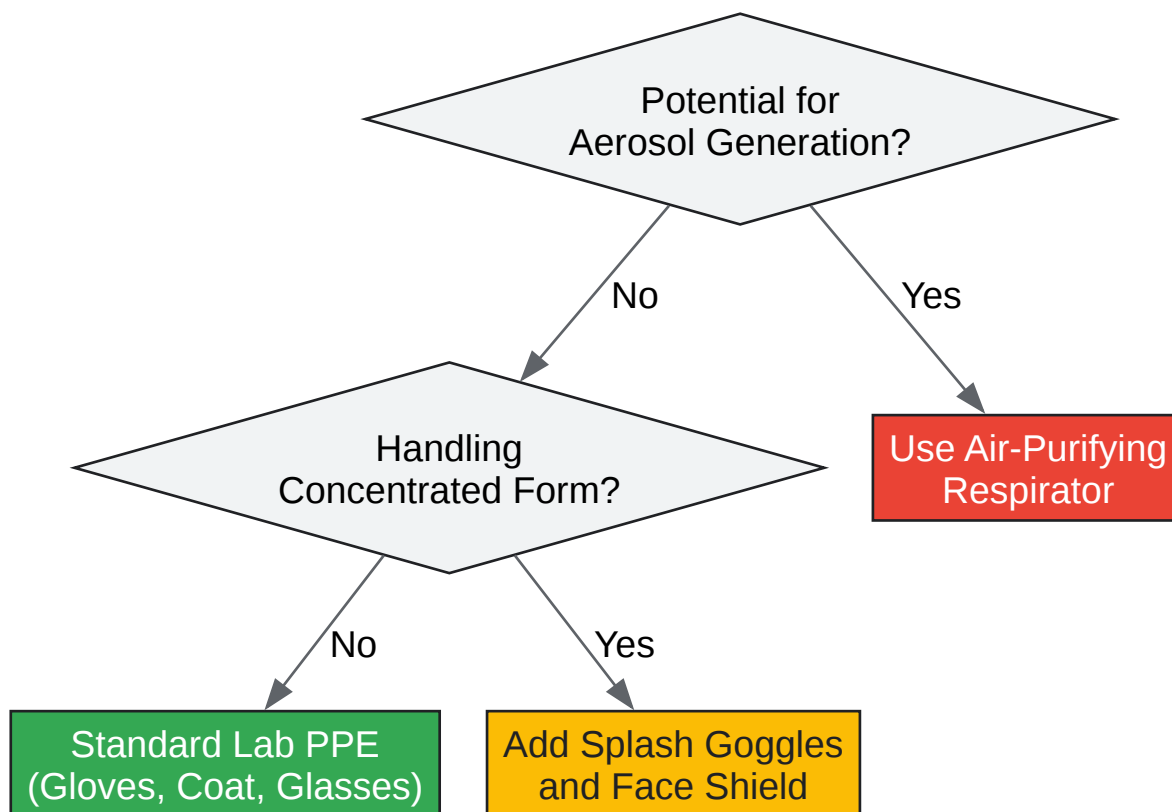 Potential for
Aerosol Generation?
No
Yes
Handling
Concentrated Form?
Use Air-Purifying
Respirator
No
Yes
Standard Lab PPE
(Gloves, Coat, Glasses)
Add Splash Goggles
and Face Shield